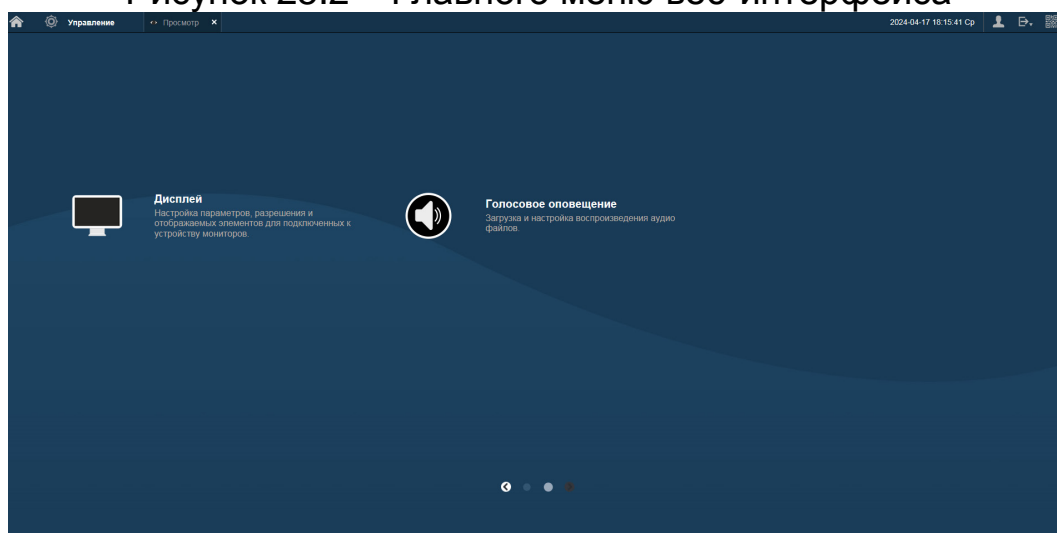 Рисунок 25.2 – Главного меню веб-интерфейса
Управление
Просмотр
2024-04-17 18:15:41 Ср
Дисплей
Настройка параметров, разрешения и
отображаемых элементов для подключенных к
устройству мониторов.
Голосовое оповещение
Загрузка и настройка воспроизведения аудио
файлов.